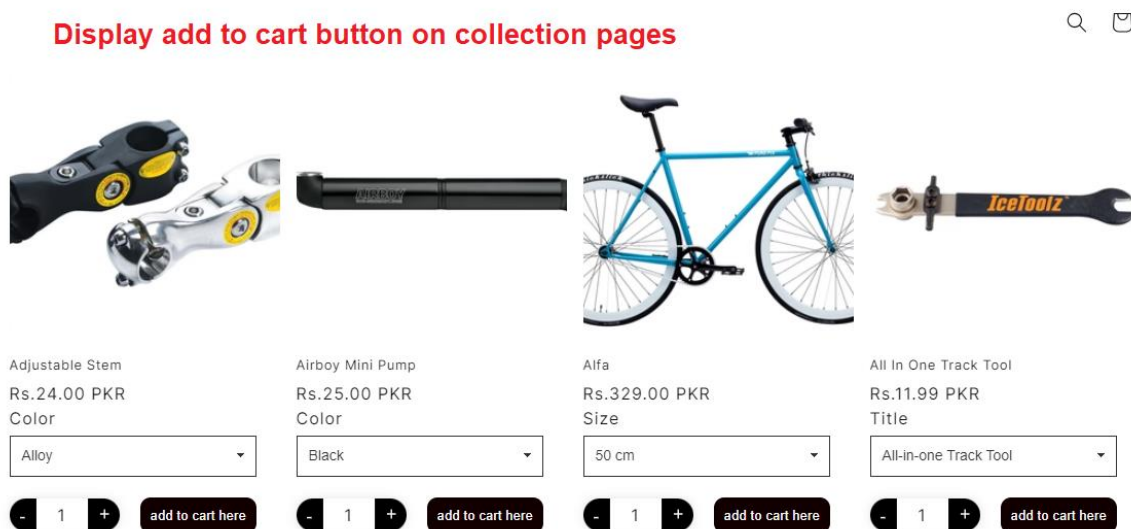 Display add to cart button on collection pages
IceToolz
Adjustable Stem
Rs.24.00 PKR
Color
Alloy
- 1 +
add to cart here
Airboy Mini Pump
Rs.25.00 PKR
Color
Black
- 1 +
add to cart here
Alfa
Rs.329.00 PKR
Size
50 cm
- 1 +
add to cart here
All In One Track Tool
Rs.11.99 PKR
Title
All-in-one Track Tool
- 1 +
add to cart here